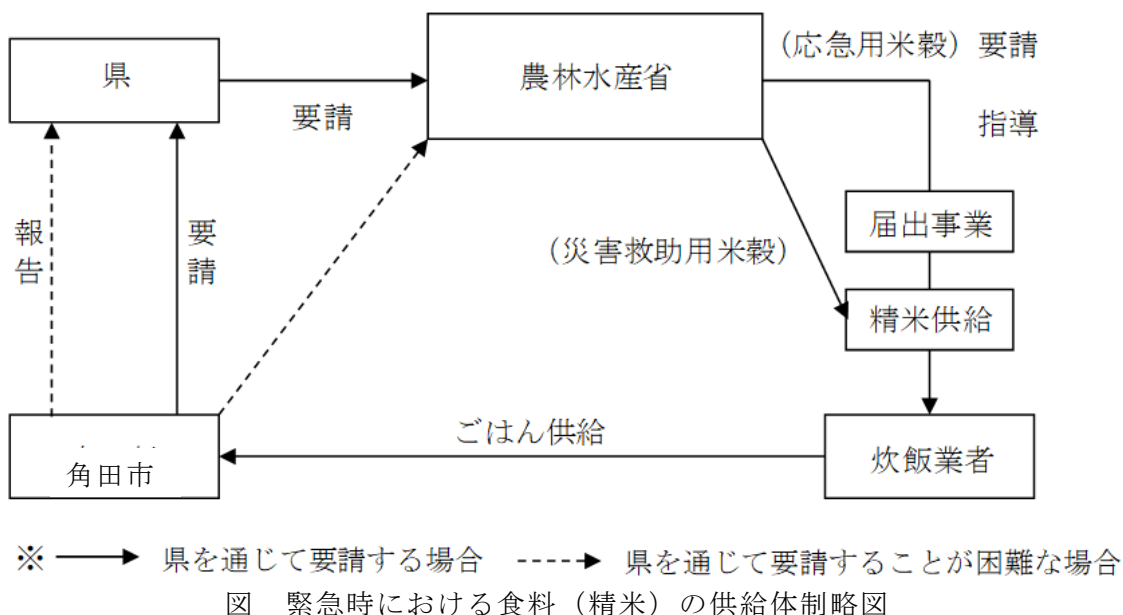 県
要請
農林水産省
(応急用米穀)要請
指導
届出事業
精米供給
(災害救助用米穀)
報告
要請
角田市
ごはん供給
炊飯業者
※ 県を通じて要請する場合 県を通じて要請することが困難な場合
図 緊急時における食料(精米)の供給体制略図